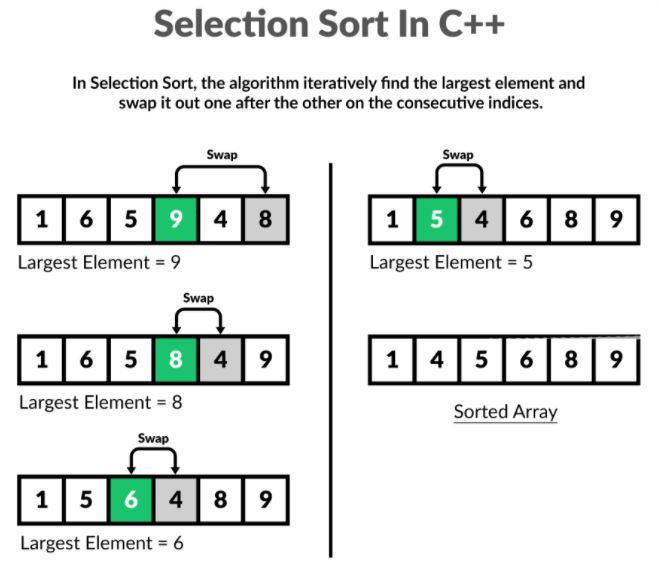 Selection Sort In C++
In Selection Sort, the algorithm iteratively find the largest element and
swap it out one after the other on the consecutive indices.
Swap
1 6 5 9 4 8
Largest Element = 9
Swap
1 6 5 8 4 9
Largest Element = 8
Swap
1 5 6 4 8 9
Largest Element = 6
Swap
1 5 4 6 8 9
Largest Element = 5
1 4 5 6 8 9
Sorted Array